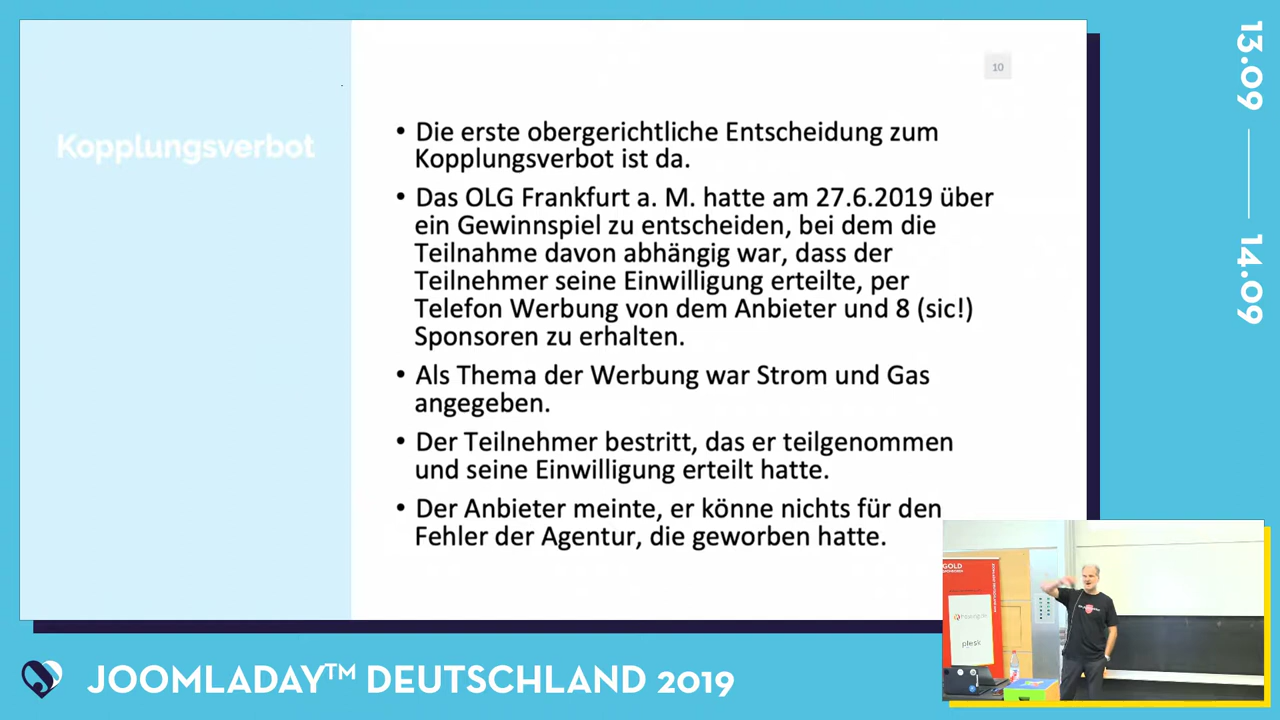 10
Kopplungsverbot
• Die erste obergerichtliche Entscheidung zum
Kopplungsverbot ist da.
• Das OLG Frankfurt a. M. hatte am 27.6.2019 über
ein Gewinnspiel zu entscheiden, bei dem die
Teilnahme davon abhängig war, dass der
Teilnehmer seine Einwilligung erteilte, per
Telefon Werbung von dem Anbieter und 8 (sic!)
Sponsoren zu erhalten.
• Als Thema der Werbung war Strom und Gas
angegeben.
• Der Teilnehmer bestritt, das er teilgenommen
und seine Einwilligung erteilt hatte.
• Der Anbieter meinte, er könne nichts für den
Fehler der Agentur, die geworben hatte.
13.09
14.09
GOLD
plesk
JOOMLADAY™ DEUTSCHLAND 2019